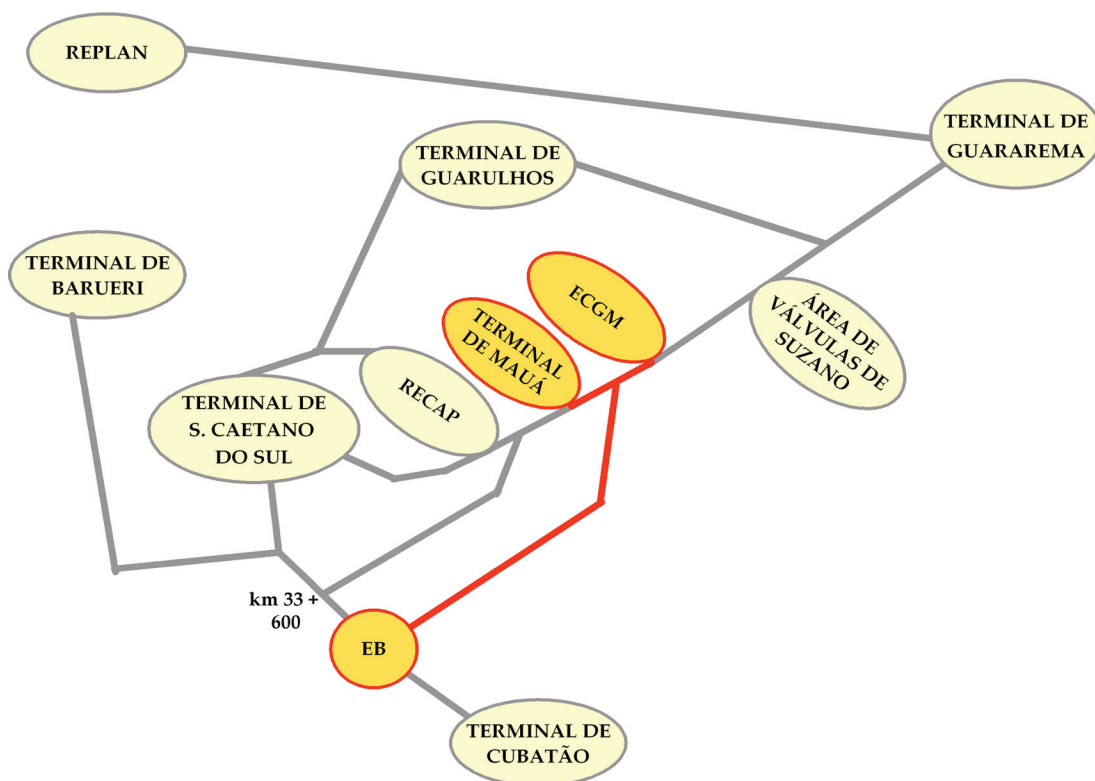 REPLAN
TERMINAL DE
GUARAREMA
TERMINAL DE
GUARULHOS
TERMINAL DE
BARUERI
ECGM
TERMINAL
DE MAUÁ
ÁREA DE
VÁLVULAS DE
SUZANO
RECAP
TERMINAL DE
S. CAETANO
DO SUL
km 33 +
600
EB
TERMINAL DE
CUBATÃO